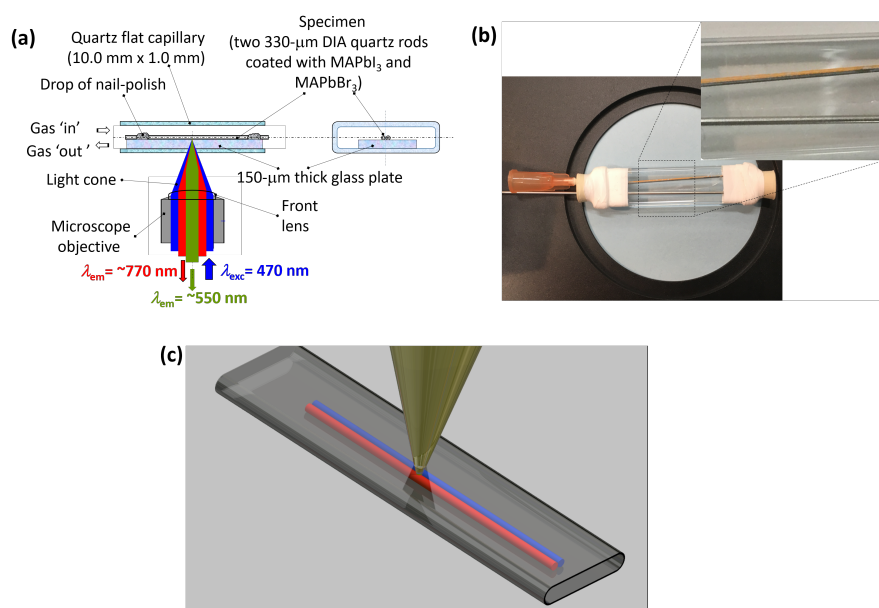 (a)
Quartz flat capillary
(10.0 mm x 1.0 mm)
Drop of nail-polish
Specimen
(two 330-μm DIA quartz rods
coated with MAPbI3 and
MAPbBr3)
Gas ‘in’
Gas ‘out ’
Light cone
150-μm thick glass plate
Microscope
objective
Front
lens
λem= ~770 nm
λexc= 470 nm
λem= ~550 nm
(b)
(c)